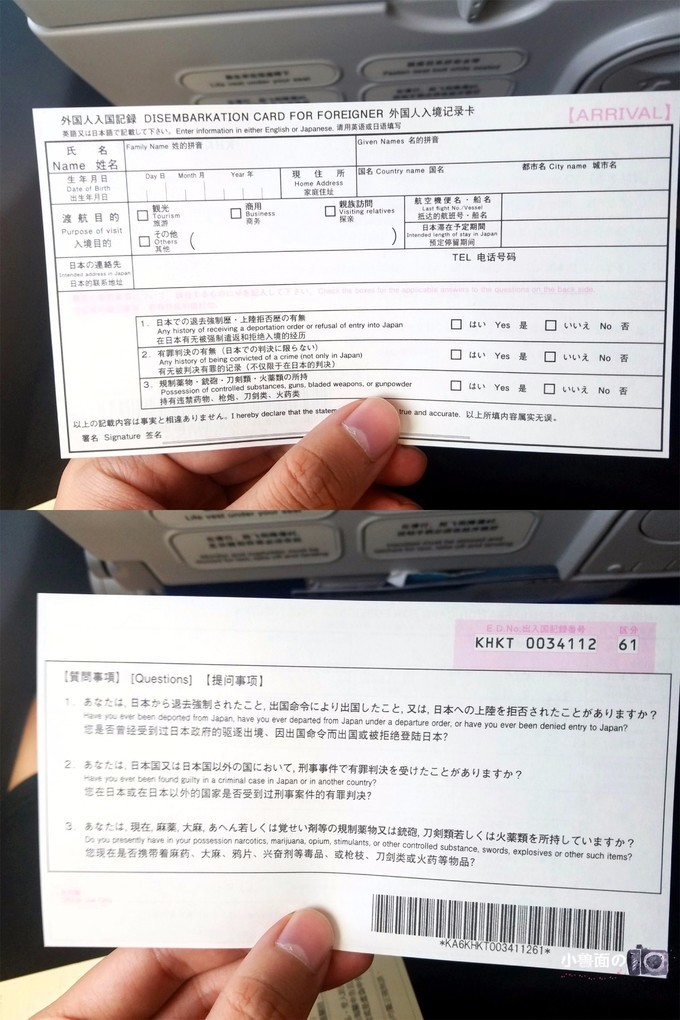 Life vest under your seat
Fasten seat belt while seated
外国人入国記録 DISEMBARKATION CARD FOR FOREIGNER 外国人入境记录卡
【ARRIVAL】
英語又は日本語で記載して下さい。Enter information in either English or Japanese. 请用英语或日语填写
氏 名
Name 姓名
Family Name 姓的拼音
Given Names 名的拼音
生年月日
Date of Birth
出生年月日
Day 日 Month 月 Year 年
現住所
Home Address
家庭住址
国名 Country name 国名
都市名 City name 城市名
渡航目的
Purpose of visit
入境目的
観光
Tourism
旅游
商用
Business
商务
親族訪問
Visiting relatives
探亲
その他
Others
其他
( )
航空機便名・船名
Last flight No./Vessel
抵达的航班号・船名
日本滞在予定期間
Intended length of stay in Japan
预定停留期间
日本の連絡先
Intended address in Japan
日本的联系地址
TEL 电话号码
1. 日本での退去強制歴・上陸拒否歴の有無
Any history of receiving a deportation order or refusal of entry into Japan
在日本有无被强制遣返和拒绝入境的经历
はい Yes 是 いいえ No 否
2. 有罪判決の有無（日本での判決に限らない）
Any history of being convicted of a crime (not only in Japan)
有无被判决有罪的记录（不仅限于在日本的判决）
はい Yes 是 いいえ No 否
3. 規制薬物・銃砲・刀剣類・火薬類の所持
Possession of controlled substances, guns, bladed weapons, or gunpowder
持有违禁药物、枪炮、刀剑类、火药类
はい Yes 是 いいえ No 否
以上の記載内容は事実と相違ありません。I hereby declare that the statem true and accurate. 以上所填内容属实无误。
署名 Signature 签名
Life vest under your seat
E.D.No.出入国記録番号 区分
KHKT 0034112 61
【質問事項】 [Questions] 【提问事项】
1. あなたは、日本から退去強制されたこと、出国命令により出国したこと、又は、日本への上陸を拒否されたことがありますか？
Have you ever been deported from Japan, have you ever departed from Japan under a departure order, or have you ever been denied entry to Japan?
您是否曾经受到过日本政府的驱逐出境、因出国命令而出国或被拒绝登陆日本？
2. あなたは、日本国又は日本国以外の国において、刑事事件で有罪判決を受けたことがありますか？
Have you ever been found guilty in a criminal case in Japan or in another country?
您在日本或在日本以外的国家是否受到过刑事案件的有罪判决？
3. あなたは、現在、麻薬、大麻、あへん若しくは覚せい剤等の規制薬物又は銃砲、刀剣類若しくは火薬類を所持していますか？
Do you presently have in your possession narcotics, marijuana, opium, stimulants, or other controlled substance, swords, explosives or other such items?
您现在是否携带着麻药、大麻、鸦片、兴奋剂等毒品、或枪枝、刀剑类或火药等物品？
*KA6KHKT003411261*
小鲁面の